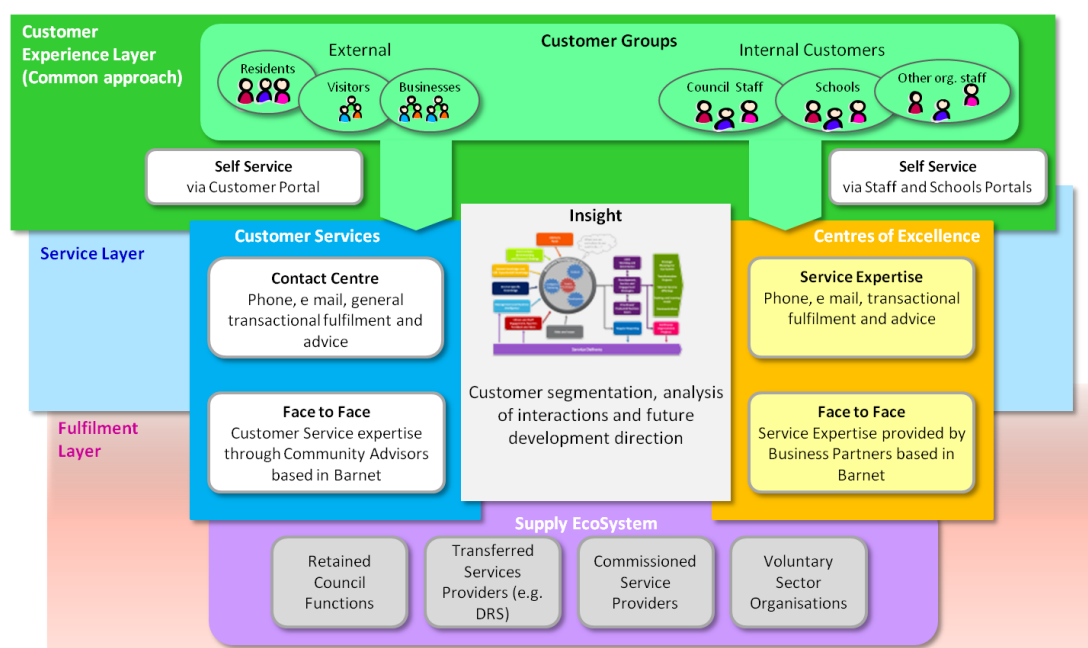 Customer
Experience Layer
(Common approach)
Customer Groups
External
Internal Customers
Residents
Visitors
Businesses
Council Staff
Schools
Other org. staff
Self Service
via Customer Portal
Self Service
via Staff and Schools Portals
Service Layer
Customer Services
Insight
Centres of Excellence
Contact Centre
Phone, e mail, general
transactional fulfilment and
advice
Service Expertise
Phone, e mail, transactional
fulfilment and advice
Service Delivery
Customer segmentation, analysis
of interactions and future
development direction
Fulfilment
Layer
Face to Face
Customer Service expertise
through Community Advisors
based in Barnet
Face to Face
Service Expertise provided by
Business Partners based in
Barnet
Supply EcoSystem
Retained
Council
Functions
Transferred
Services
Providers (e.g.
DRS)
Commissioned
Service
Providers
Voluntary
Sector
Organisations